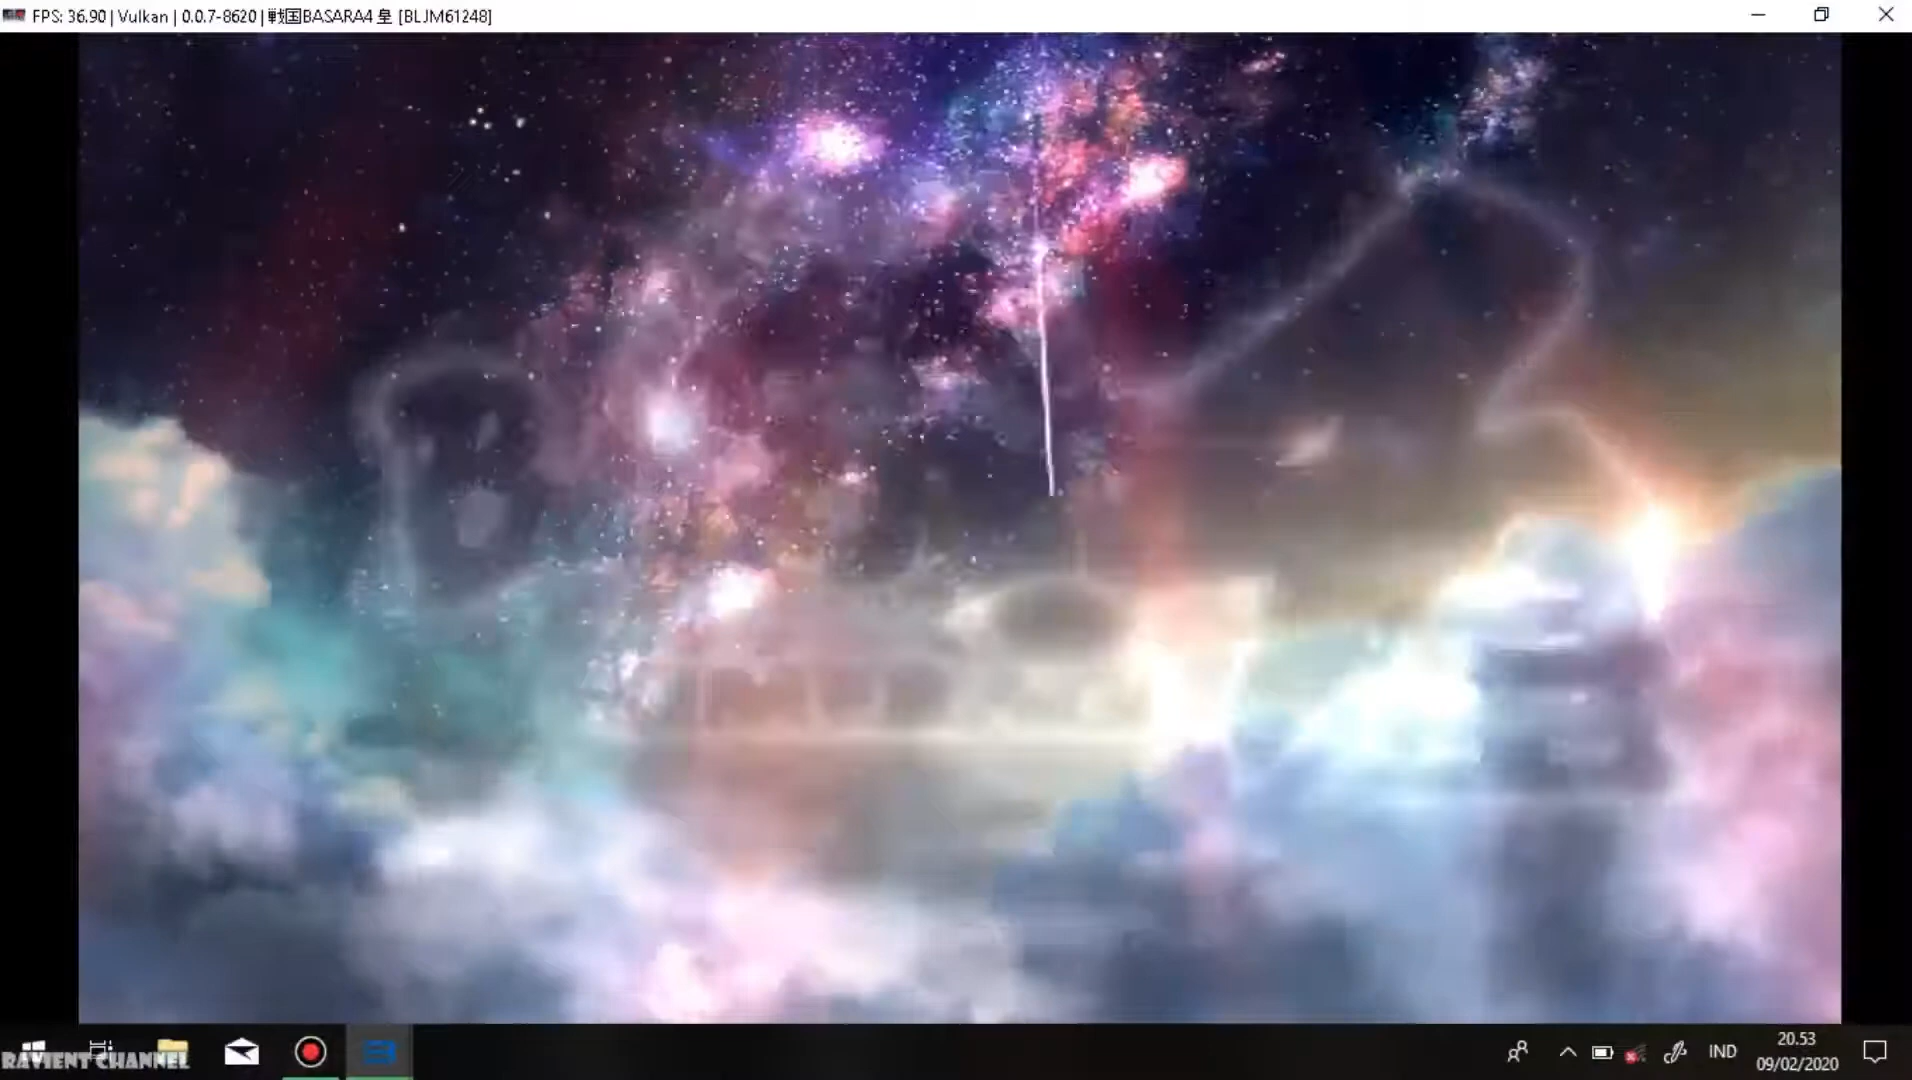 FPS: 36.90 | Vulkan | 0.0.7-8620 | 戦国BASARA4 皇 [BLJM61248]
RAVIENT CHANNEL
IND
20.53
09/02/2020